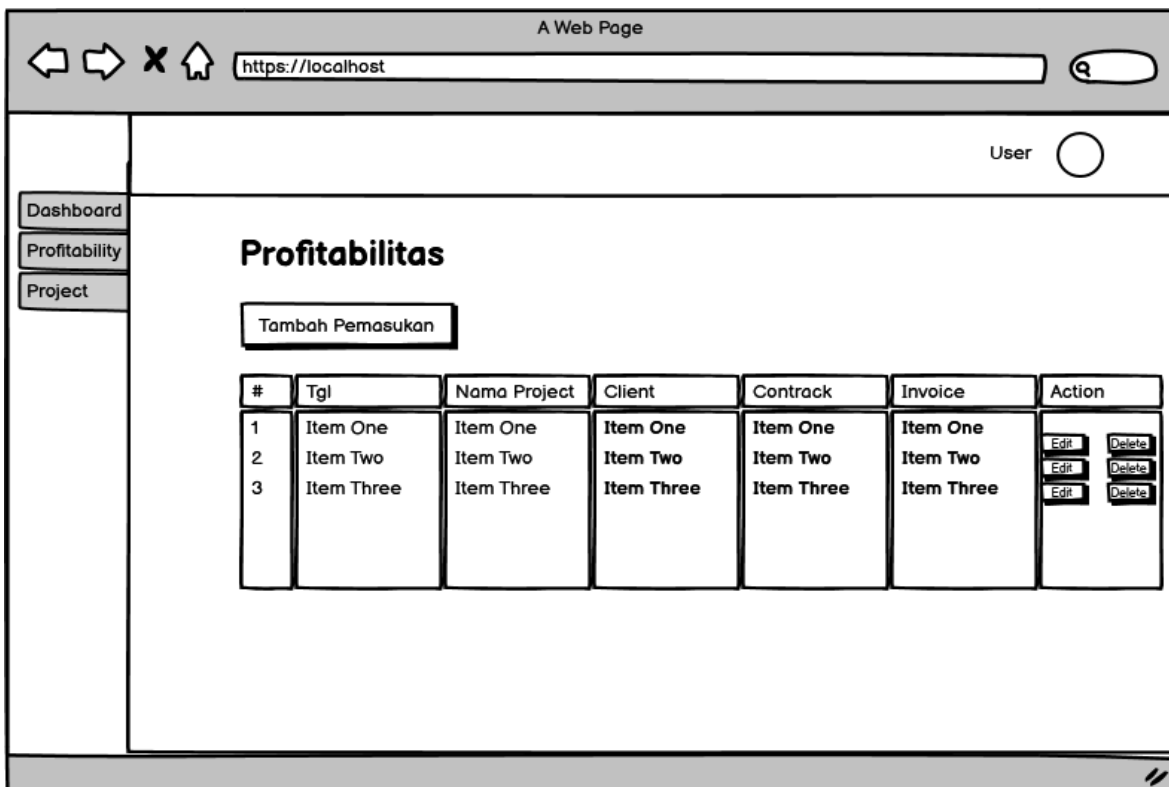 A Web Page
https://localhost
User
Dashboard
Profitability
Project
Profitabilitas
Tambah Pemasukan
# Tgl Nama Project Client Contrack Invoice Action
1 Item One Item One Item One Item One Item One Edit Delete
2 Item Two Item Two Item Two Item Two Item Two Edit Delete
3 Item Three Item Three Item Three Item Three Item Three Edit Delete